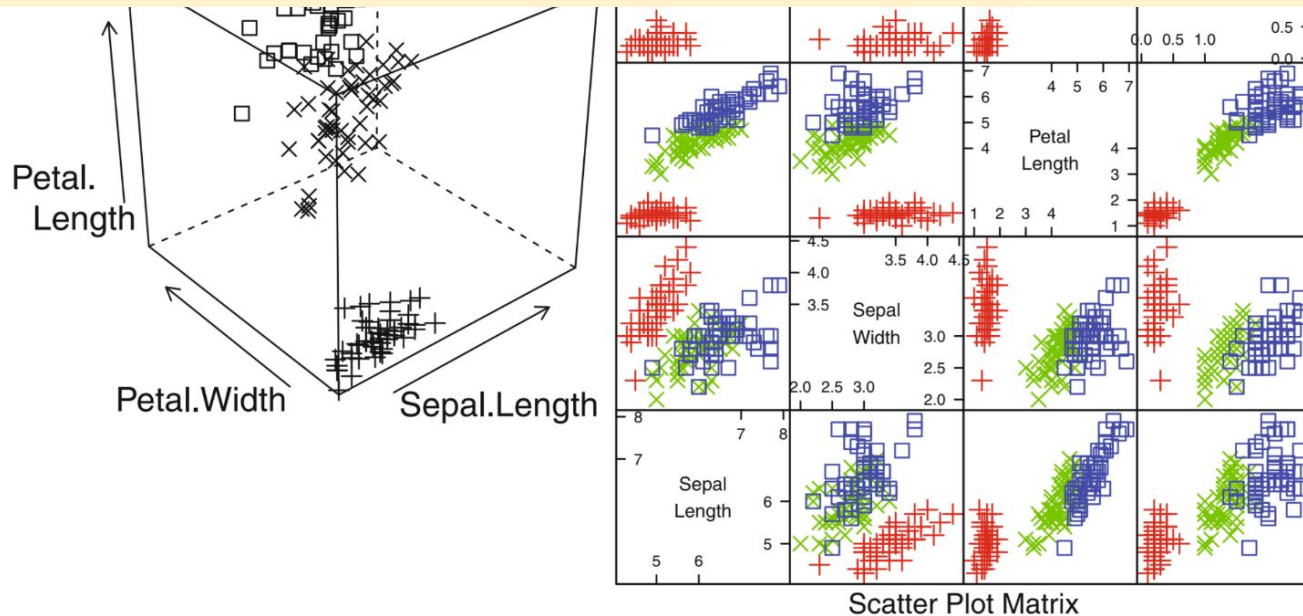 Petal.
Length
Petal.Width
Sepal.Length
0.5
0.0 0.5 1.0
0.0
7
6
5
4
4 5 6 7
Petal
Length
1 2 3 4
4
3
2
1
4.5
4.0
3.5
3.5 4.0 4.5
Sepal
Width
2.0 2.5 3.0
3.0
2.5
2.0
8
7
7 8
Sepal
Length
5 6
6
5
Scatter Plot Matrix